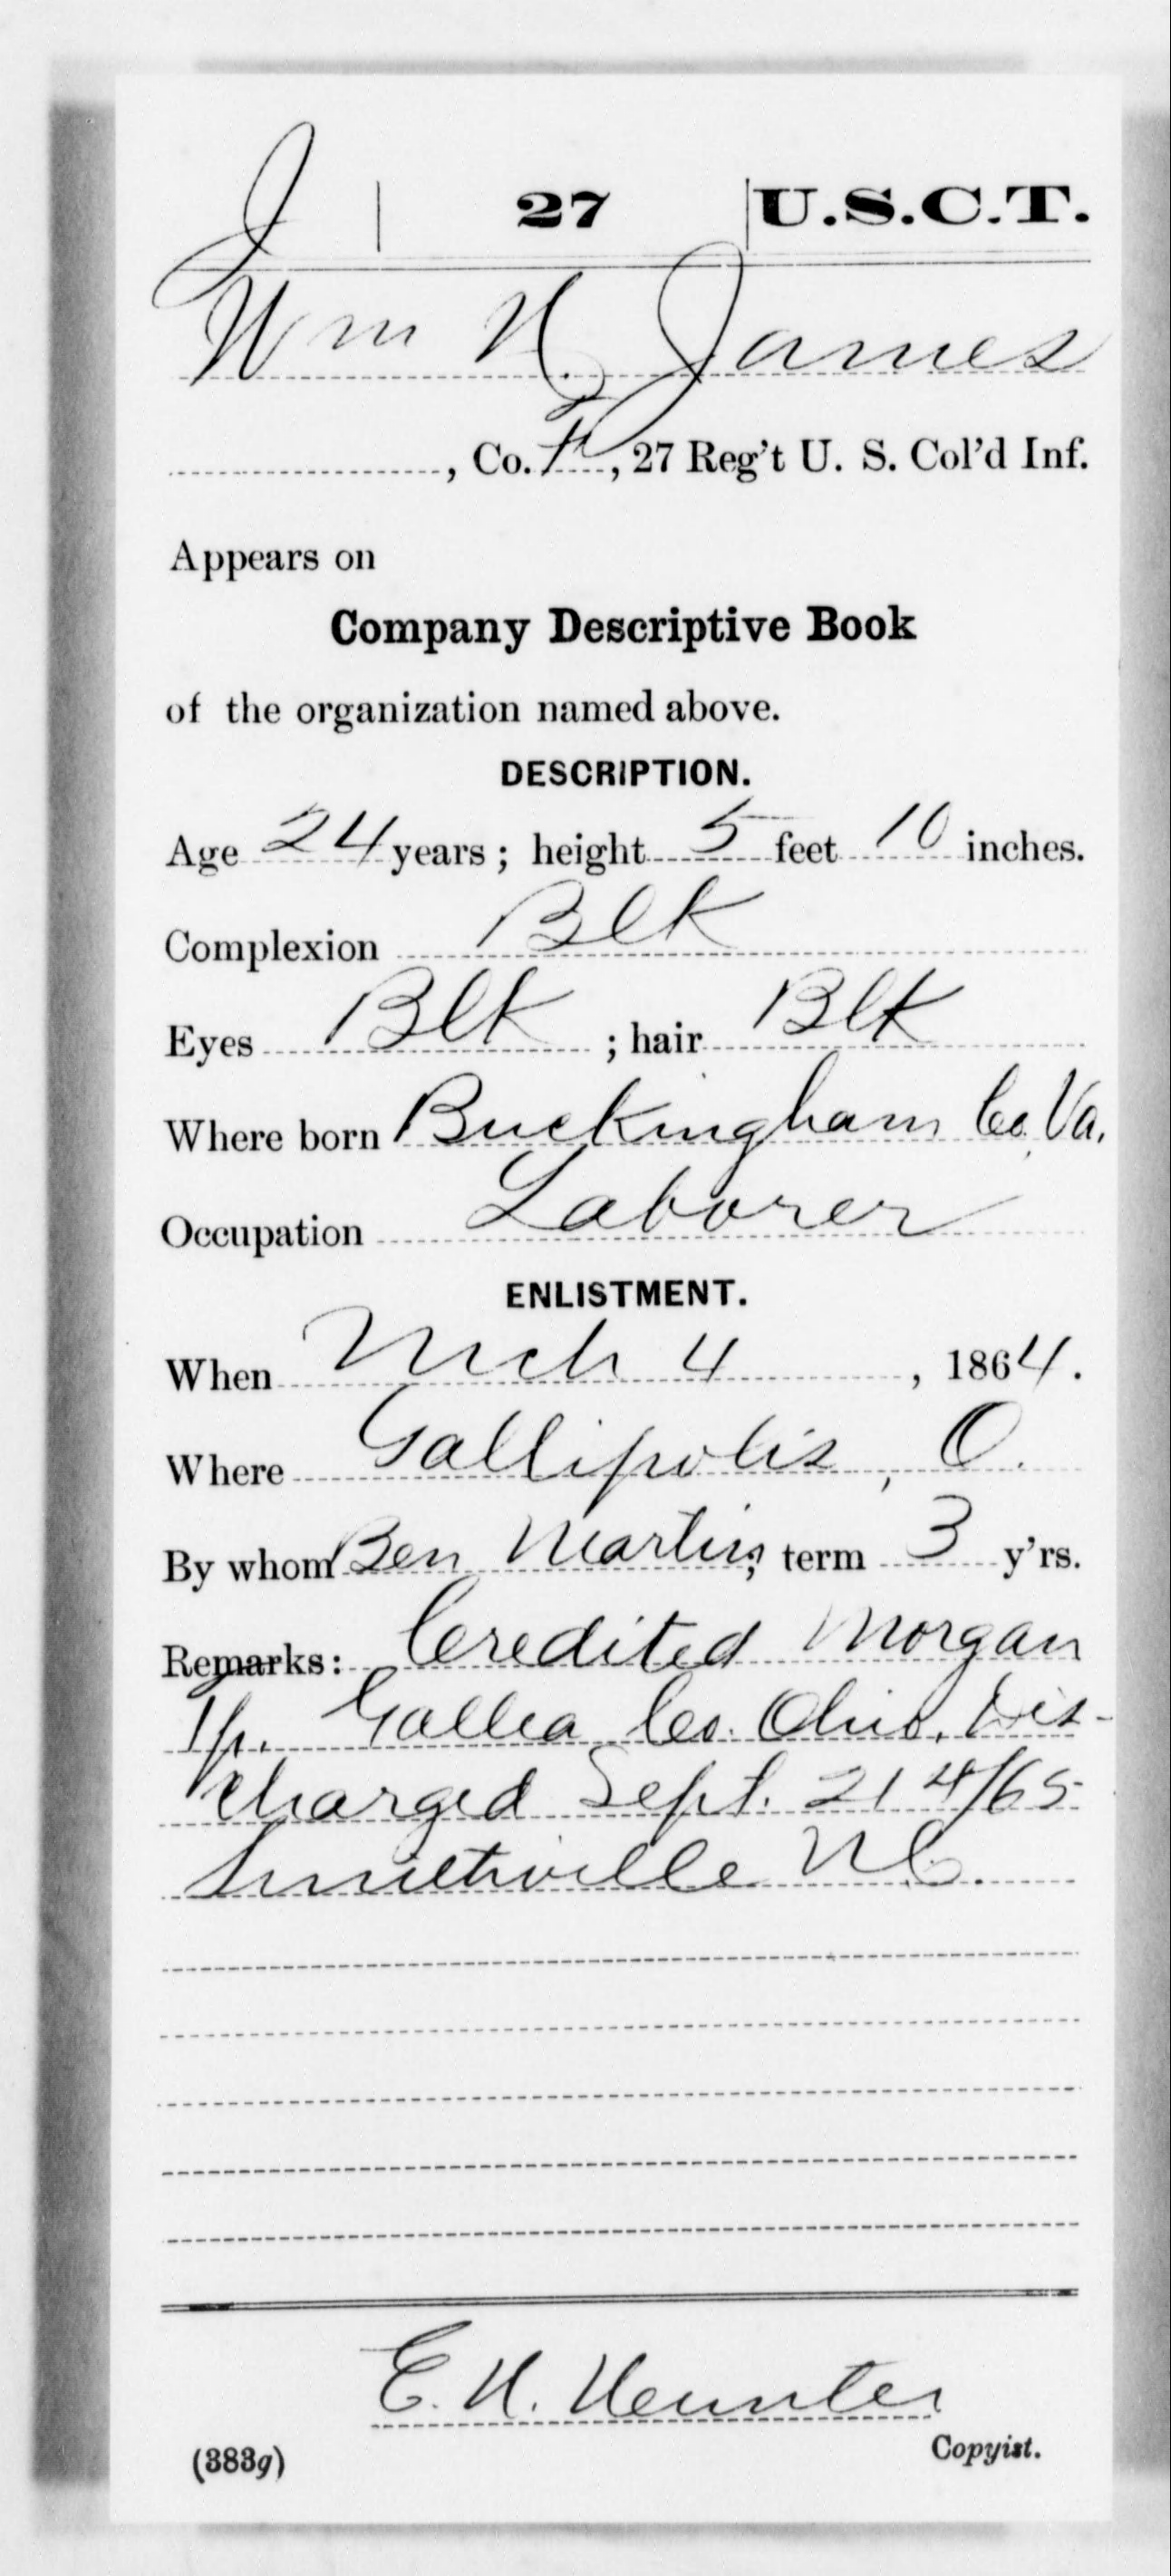 J | 27 | U.S.C.T.
Wm H. James
, Co. F, 27 Reg't U. S. Col'd Inf.
Appears on
Company Descriptive Book
of the organization named above.
DESCRIPTION.
Age 24 years; height 5 feet 10 inches.
Complexion Blk
Eyes Blk; hair Blk
Where born Buckingham Co. Va.
Occupation Laborer
ENLISTMENT.
When Mch 4, 1864.
Where Gallipolis, O.
By whom Ben Martin; term 3 y'rs.
Remarks: Credited Morgan
Tp. Gallia Co. Ohio. Dis-
charged Sept. 21st/65
Smithville N.C.
E. H.
(383g) Copyist.